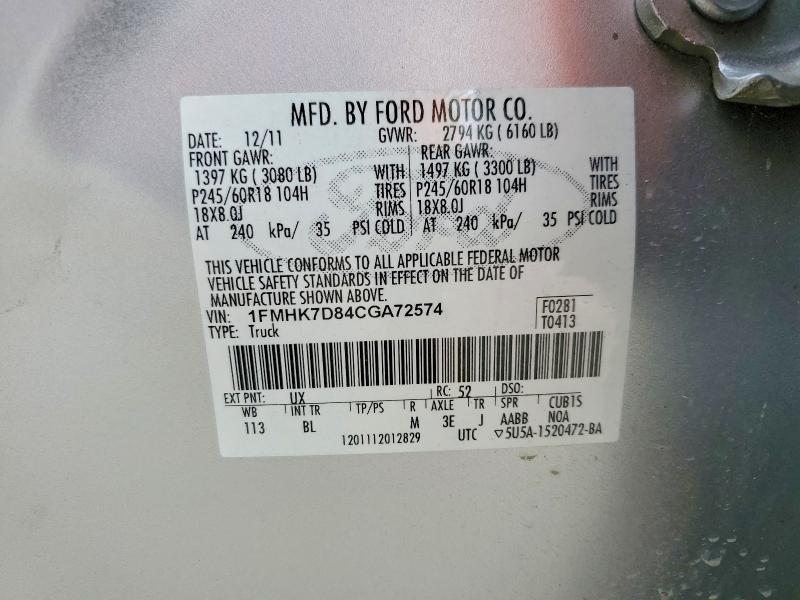 MFD. BY FORD MOTOR CO.
DATE: 12/11 GVWR: 2794 KG ( 6160 LB)
FRONT GAWR: REAR GAWR:
1397 KG ( 3080 LB) WITH 1497 KG ( 3300 LB) WITH
P245/60R18 104H TIRES P245/60R18 104H TIRES
18X8.0J RIMS 18X8.0J RIMS
AT 240 kPa/ 35 PSI COLD AT 240 kPa/ 35 PSI COLD
THIS VEHICLE CONFORMS TO ALL APPLICABLE FEDERAL MOTOR
VEHICLE SAFETY STANDARDS IN EFFECT ON THE DATE OF
MANUFACTURE SHOWN ABOVE.
VIN: 1FMHK7D84CGA72574 F0281
TYPE: Truck T0413
EXT PNT: UX RC: 52 DSO:
WB INT TR TP/PS R AXLE TR SPR CUB1S
113 BL M 3E J AABB N0A
1201112012829 UTC ▽5U5A-1520472-BA